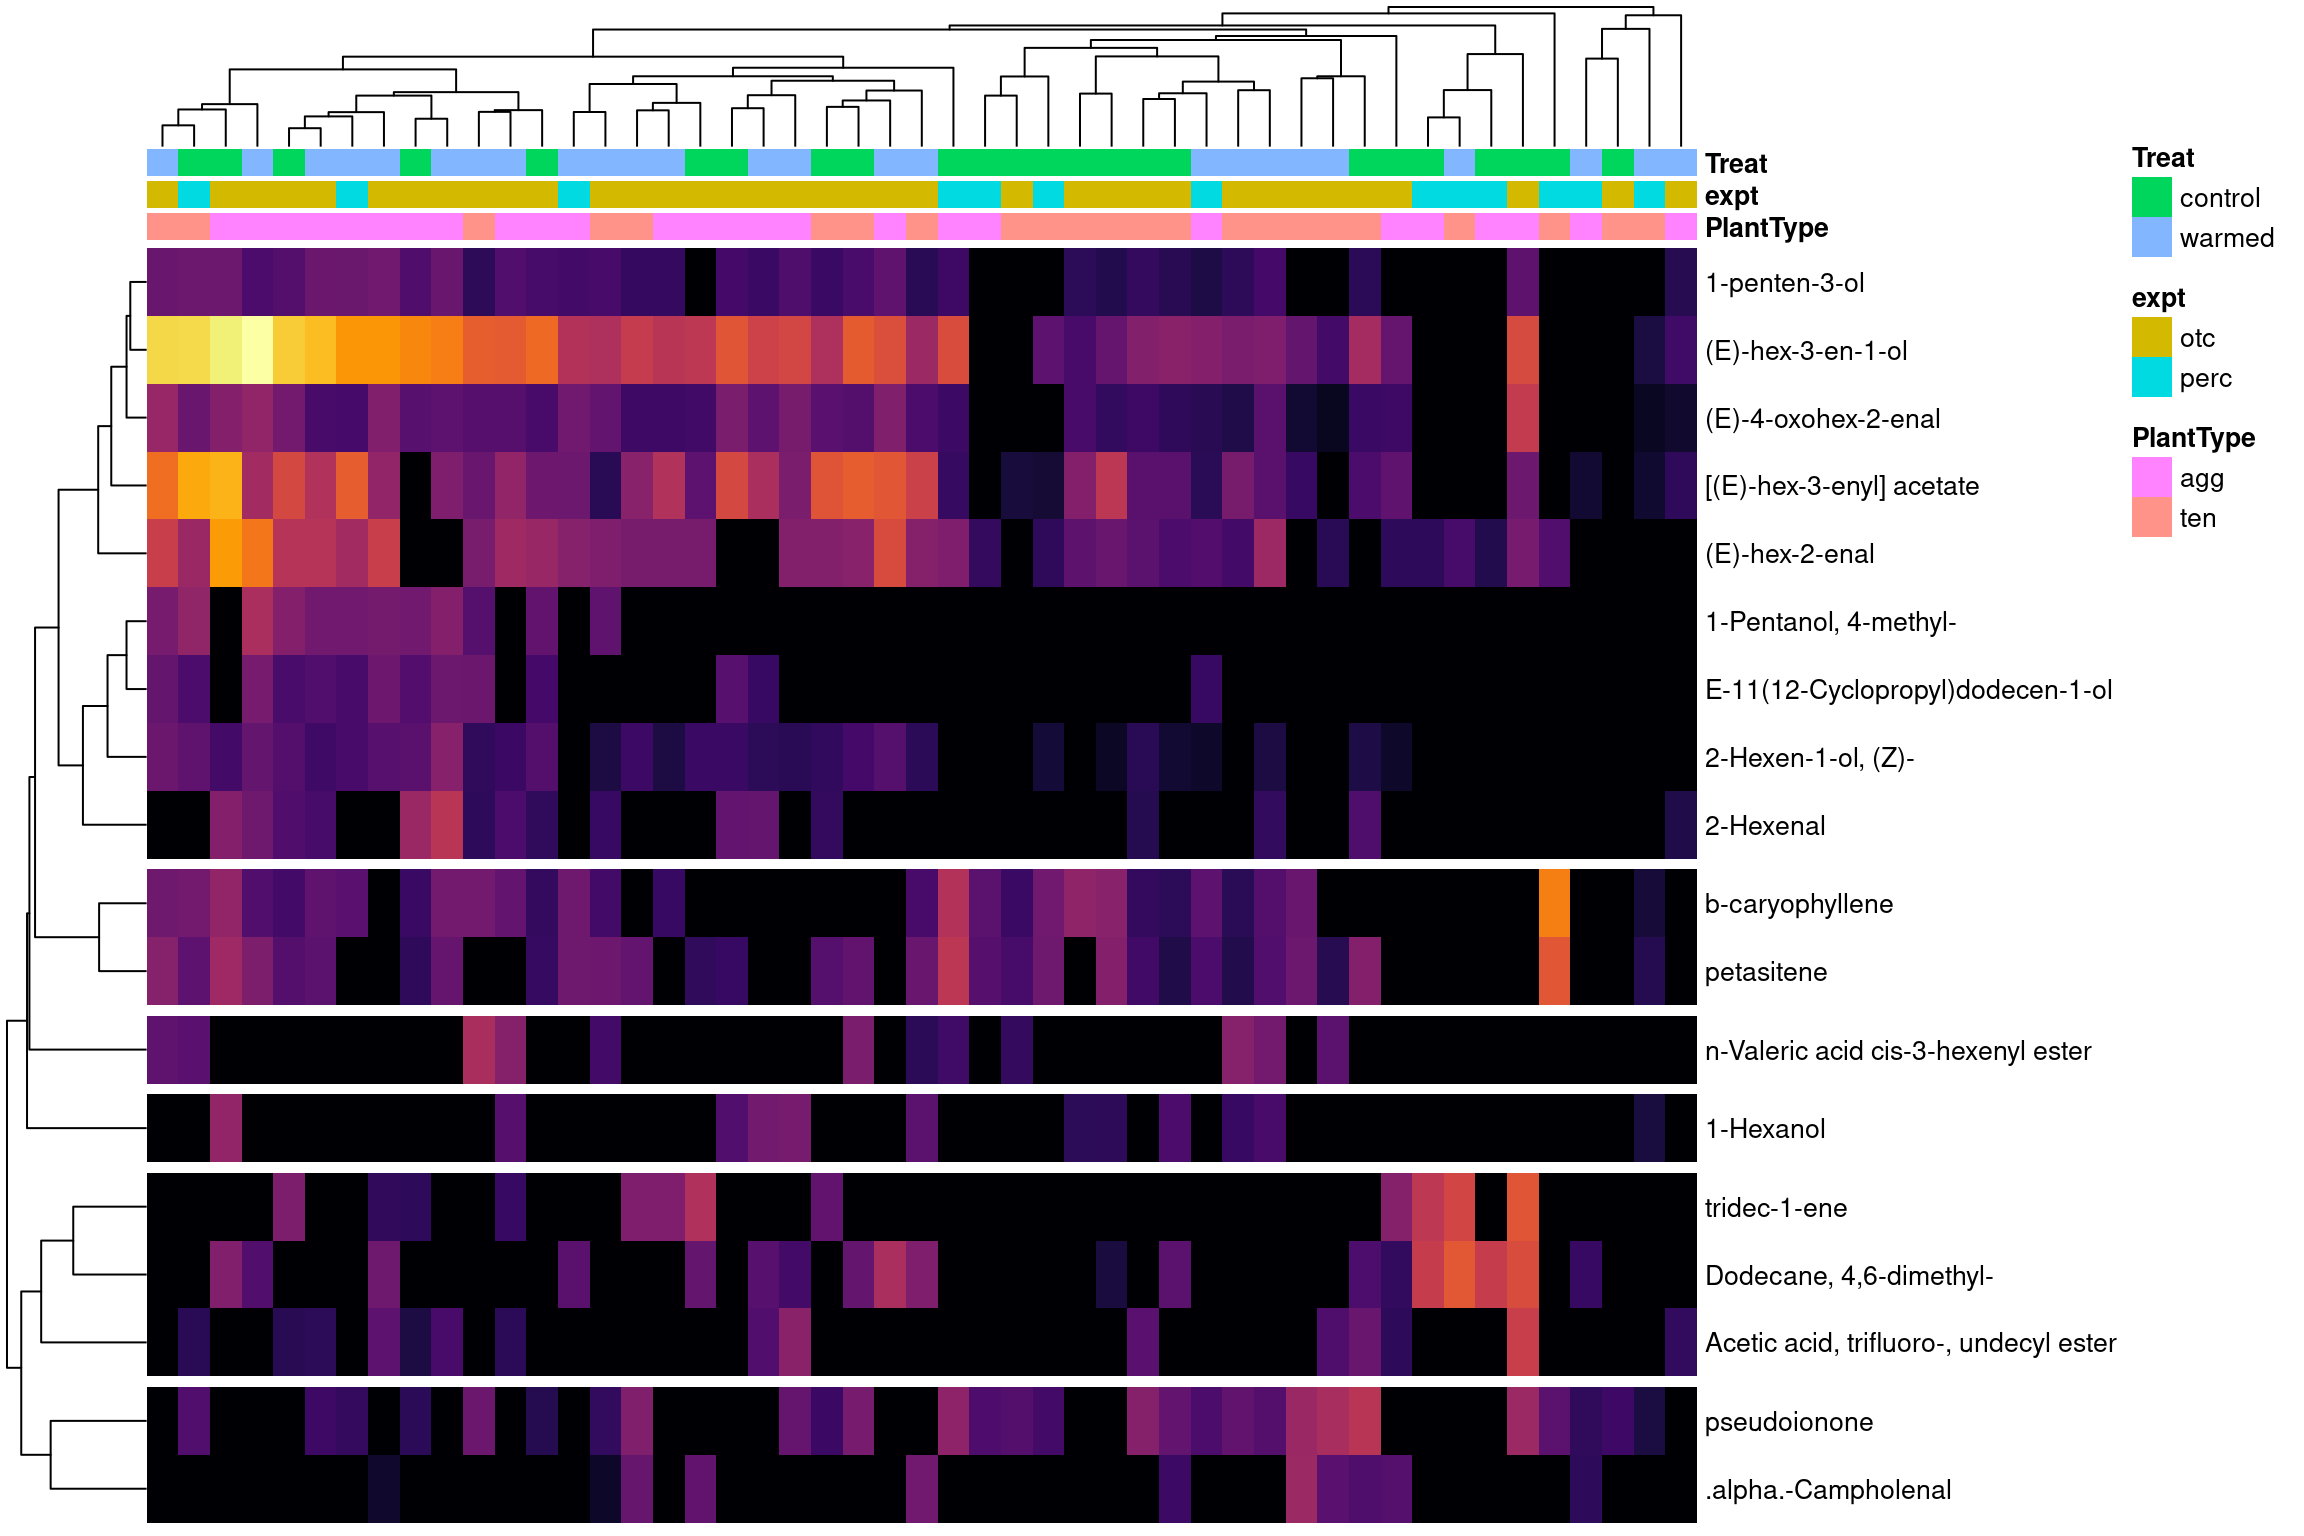 Treat
expt
PlantType
1-penten-3-ol
(E)-hex-3-en-1-ol
(E)-4-oxohex-2-enal
[(E)-hex-3-enyl] acetate
(E)-hex-2-enal
1-Pentanol, 4-methyl-
E-11(12-Cyclopropyl)dodecen-1-ol
2-Hexen-1-ol, (Z)-
2-Hexenal
b-caryophyllene
petasitene
n-Valeric acid cis-3-hexenyl ester
1-Hexanol
tridec-1-ene
Dodecane, 4,6-dimethyl-
Acetic acid, trifluoro-, undecyl ester
pseudoionone
.alpha.-Campholenal
Treat
control
warmed
expt
otc
perc
PlantType
agg
ten